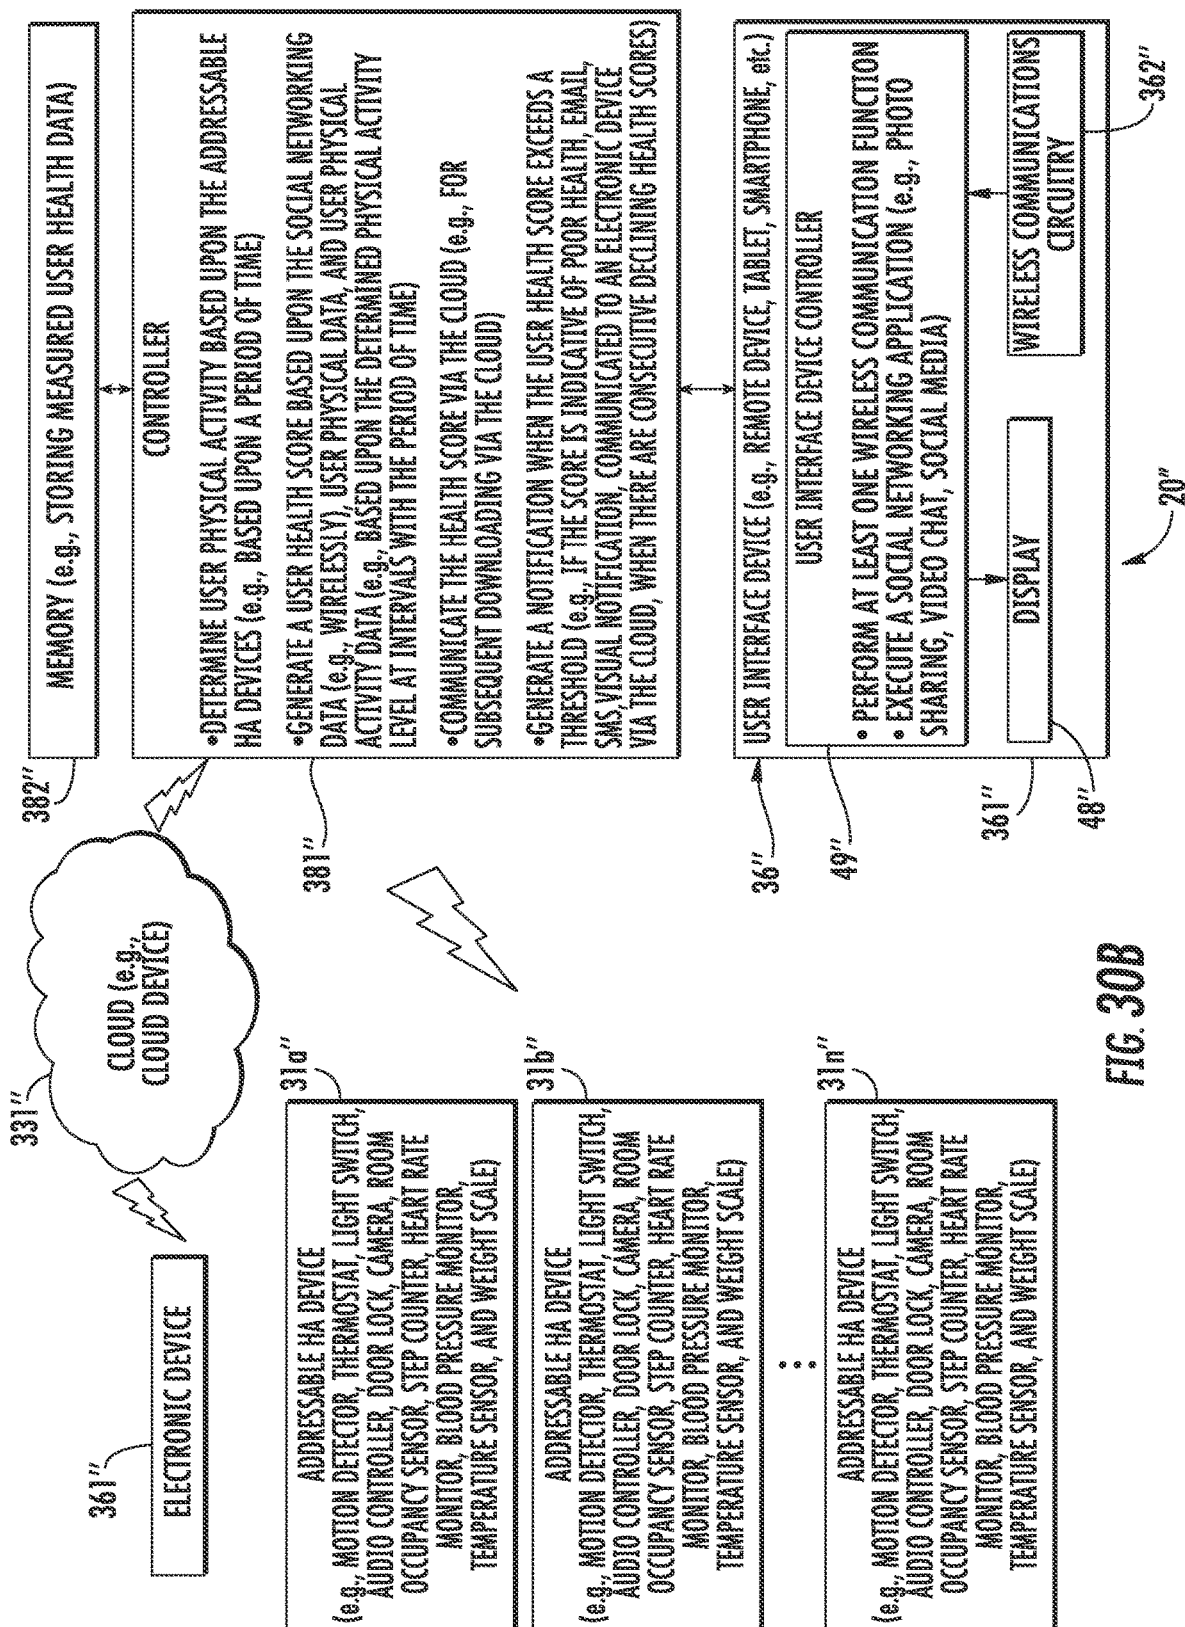 361''
ELECTRONIC DEVICE
331''
CLOUD (e.g.,
CLOUD DEVICE)
382''
MEMORY (e.g., STORING MEASURED USER HEALTH DATA)
31a''
ADDRESSABLE HA DEVICE
(e.g., MOTION DETECTOR, THERMOSTAT, LIGHT SWITCH,
AUDIO CONTROLLER, DOOR LOCK, CAMERA, ROOM
OCCUPANCY SENSOR, STEP COUNTER, HEART RATE
MONITOR, BLOOD PRESSURE MONITOR,
TEMPERATURE SENSOR, AND WEIGHT SCALE)
31b''
ADDRESSABLE HA DEVICE
(e.g., MOTION DETECTOR, THERMOSTAT, LIGHT SWITCH,
AUDIO CONTROLLER, DOOR LOCK, CAMERA, ROOM
OCCUPANCY SENSOR, STEP COUNTER, HEART RATE
MONITOR, BLOOD PRESSURE MONITOR,
TEMPERATURE SENSOR, AND WEIGHT SCALE)
31n''
ADDRESSABLE HA DEVICE
(e.g., MOTION DETECTOR, THERMOSTAT, LIGHT SWITCH,
AUDIO CONTROLLER, DOOR LOCK, CAMERA, ROOM
OCCUPANCY SENSOR, STEP COUNTER, HEART RATE
MONITOR, BLOOD PRESSURE MONITOR,
TEMPERATURE SENSOR, AND WEIGHT SCALE)
381''
CONTROLLER
•DETERMINE USER PHYSICAL ACTIVITY BASED UPON THE ADDRESSABLE
HA DEVICES (e.g., BASED UPON A PERIOD OF TIME)
•GENERATE A USER HEALTH SCORE BASED UPON THE SOCIAL NETWORKING
DATA (e.g., WIRELESSLY), USER PHYSICAL DATA, AND USER PHYSICAL
ACTIVITY DATA (e.g., BASED UPON THE DETERMINED PHYSICAL ACTIVITY
LEVEL AT INTERVALS WITH THE PERIOD OF TIME)
•COMMUNICATE THE HEALTH SCORE VIA THE CLOUD (e.g., FOR
SUBSEQUENT DOWNLOADING VIA THE CLOUD)
•GENERATE A NOTIFICATION WHEN THE USER HEALTH SCORE EXCEEDS A
THRESHOLD (e.g., IF THE SCORE IS INDICATIVE OF POOR HEALTH, EMAIL,
SMS,VISUAL NOTIFICATION, COMMUNICATED TO AN ELECTRONIC DEVICE
VIA THE CLOUD, WHEN THERE ARE CONSECUTIVE DECLINING HEALTH SCORES)
36''
USER INTERFACE DEVICE (e.g., REMOTE DEVICE, TABLET, SMARTPHONE, etc.)
49''
USER INTERFACE DEVICE CONTROLLER
• PERFORM AT LEAST ONE WIRELESS COMMUNICATION FUNCTION
• EXECUTE A SOCIAL NETWORKING APPLICATION (e.g., PHOTO
SHARING, VIDEO CHAT, SOCIAL MEDIA)
361''
48''
DISPLAY
WIRELESS COMMUNICATIONS
CIRCUITRY
362''
20''
FIG. 30B